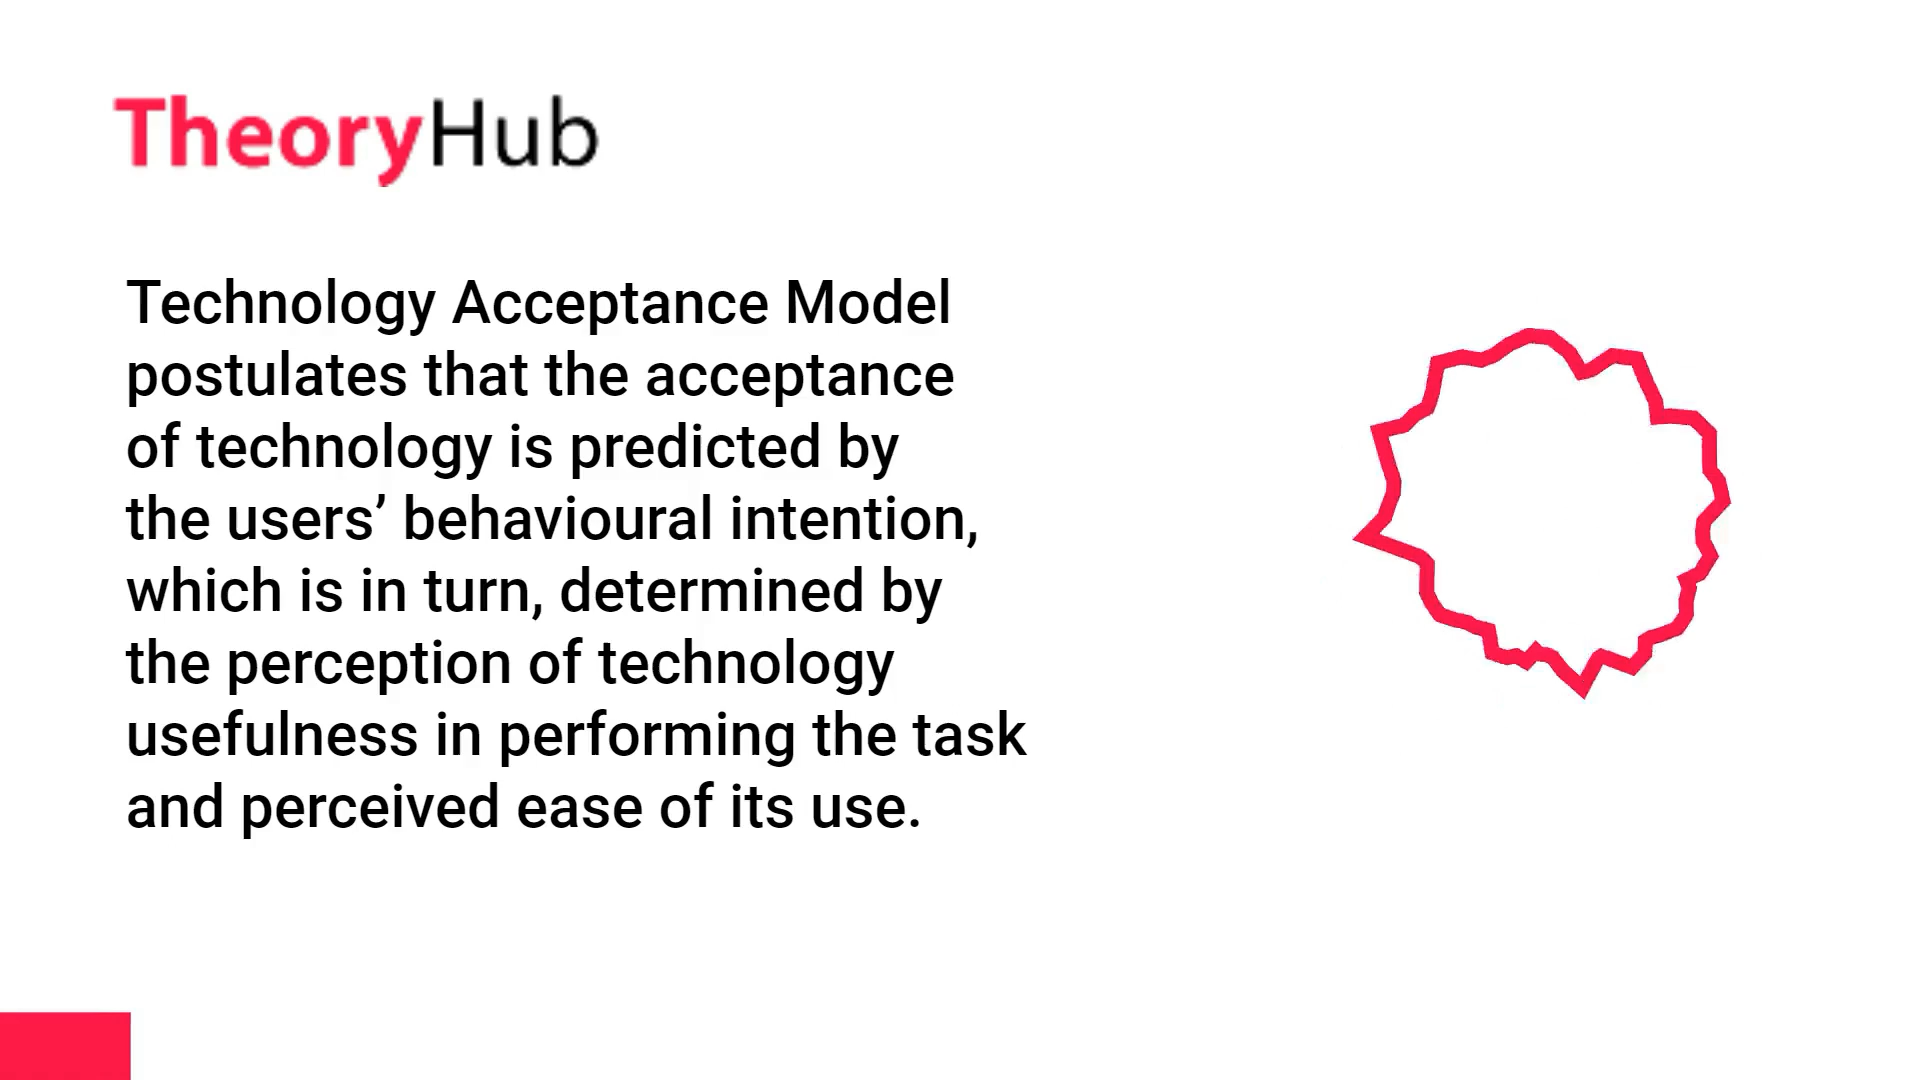 TheoryHub
Technology Acceptance Model
postulates that the acceptance
of technology is predicted by
the users’ behavioural intention,
which is in turn, determined by
the perception of technology
usefulness in performing the task
and perceived ease of its use.